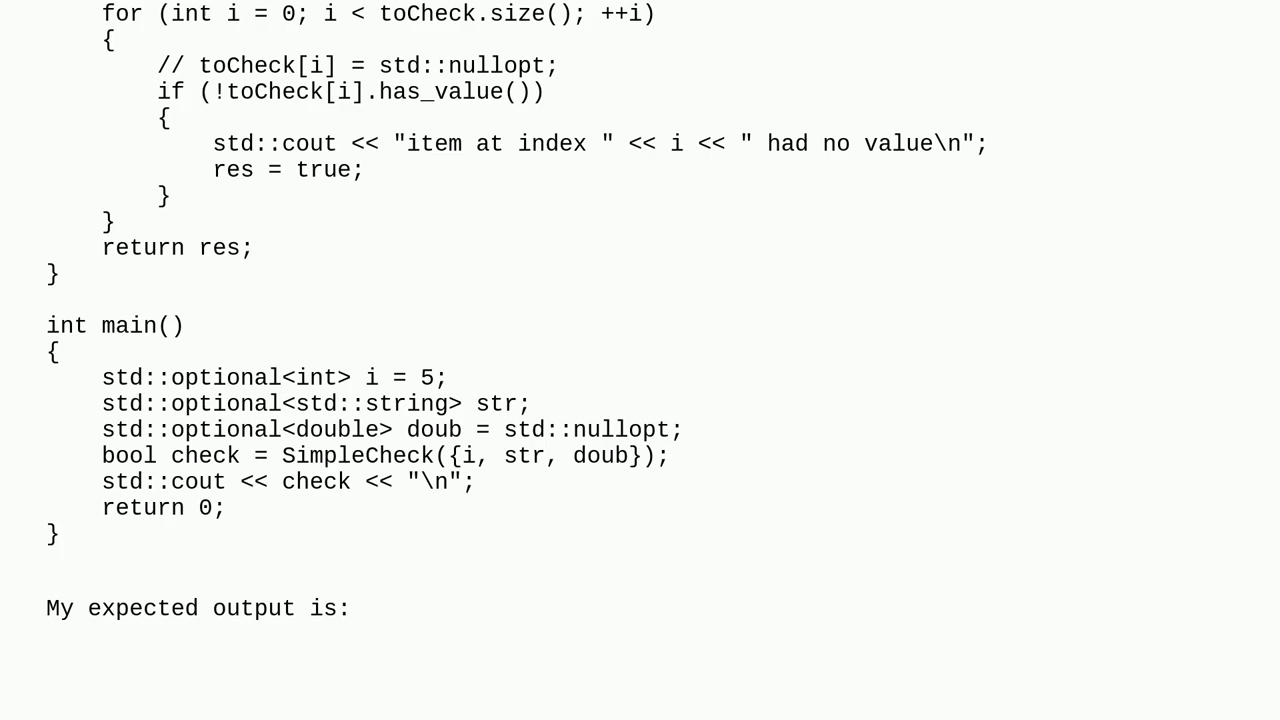 for (int i = 0; i < toCheck.size(); ++i)
{
// toCheck[i] = std::nullopt;
if (!toCheck[i].has_value())
{
std::cout << "item at index " << i << " had no value\n";
res = true;
}
}
return res;
}
int main()
{
std::optional<int> i = 5;
std::optional<std::string> str;
std::optional<double> doub = std::nullopt;
bool check = SimpleCheck({i, str, doub});
std::cout << check << "\n";
return 0;
}
My expected output is: